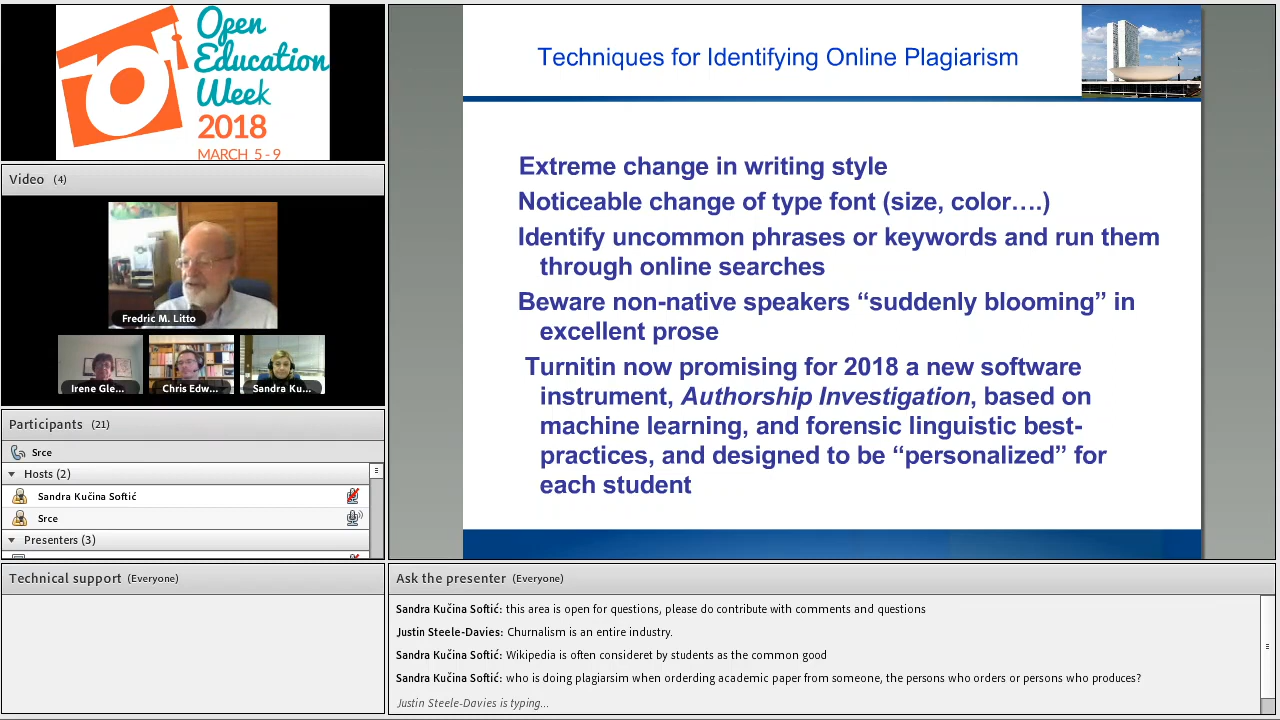 Open
Education
Week
2018
MARCH 5 - 9
Video (4)
Fredric M. Litto
Irene Gle...
Chris Edw...
Sandra Ku...
Participants (21)
Srce
Hosts (2)
Sandra Kučina Softić
Srce
Presenters (3)
Technical support (Everyone)
Techniques for Identifying Online Plagiarism
Extreme change in writing style
Noticeable change of type font (size, color….)
Identify uncommon phrases or keywords and run them
through online searches
Beware non-native speakers “suddenly blooming” in
excellent prose
Turnitin now promising for 2018 a new software
instrument, Authorship Investigation, based on
machine learning, and forensic linguistic best-
practices, and designed to be “personalized” for
each student
Ask the presenter (Everyone)
Sandra Kučina Softić: this area is open for questions, please do contribute with comments and questions
Justin Steele-Davies: Churnalism is an entire industry.
Sandra Kučina Softić: Wikipedia is often consideret by students as the common good
Sandra Kučina Softić: who is doing plagiarsim when orderding academic paper from someone, the persons who orders or persons who produces?
Justin Steele-Davies is typing...